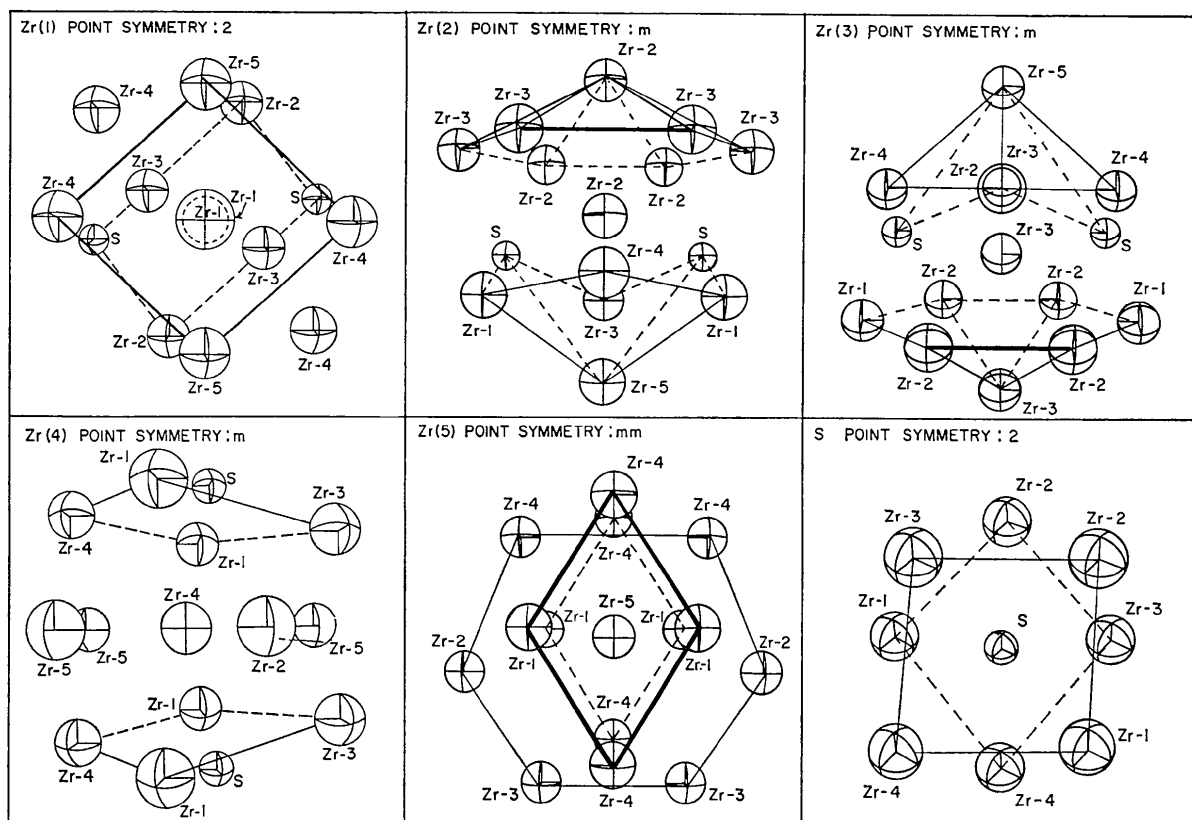 Zr(1) POINT SYMMETRY: 2
Zr-5
Zr-4
Zr-2
Zr-3
Zr-4
S
Zr-1
Zr-1
S
Zr-3
Zr-4
Zr-2
Zr-4
Zr-5
Zr(2) POINT SYMMETRY: m
Zr-2
Zr-3
Zr-3
Zr-3
Zr-3
Zr-2
Zr-2
Zr-2
S
Zr-4
S
Zr-1
Zr-3
Zr-1
Zr-5
Zr(3) POINT SYMMETRY: m
Zr-5
Zr-4
Zr-3
Zr-4
Zr-2
S
S
Zr-3
Zr-2
Zr-2
Zr-1
Zr-1
Zr-2
Zr-2
Zr-3
Zr(4) POINT SYMMETRY: m
Zr-1
S
Zr-3
Zr-4
Zr-1
Zr-4
Zr-5
Zr-5
Zr-2
Zr-5
Zr-1
Zr-4
Zr-3
S
Zr-1
Zr(5) POINT SYMMETRY: mm
Zr-4
Zr-4
Zr-4
Zr-4
Zr-5
Zr-1
Zr-1
Zr-2
Zr-2
Zr-1
Zr-1
Zr-4
Zr-3
Zr-4
Zr-3
S POINT SYMMETRY: 2
Zr-2
Zr-3
Zr-2
Zr-1
S
Zr-3
Zr-1
Zr-4
Zr-4